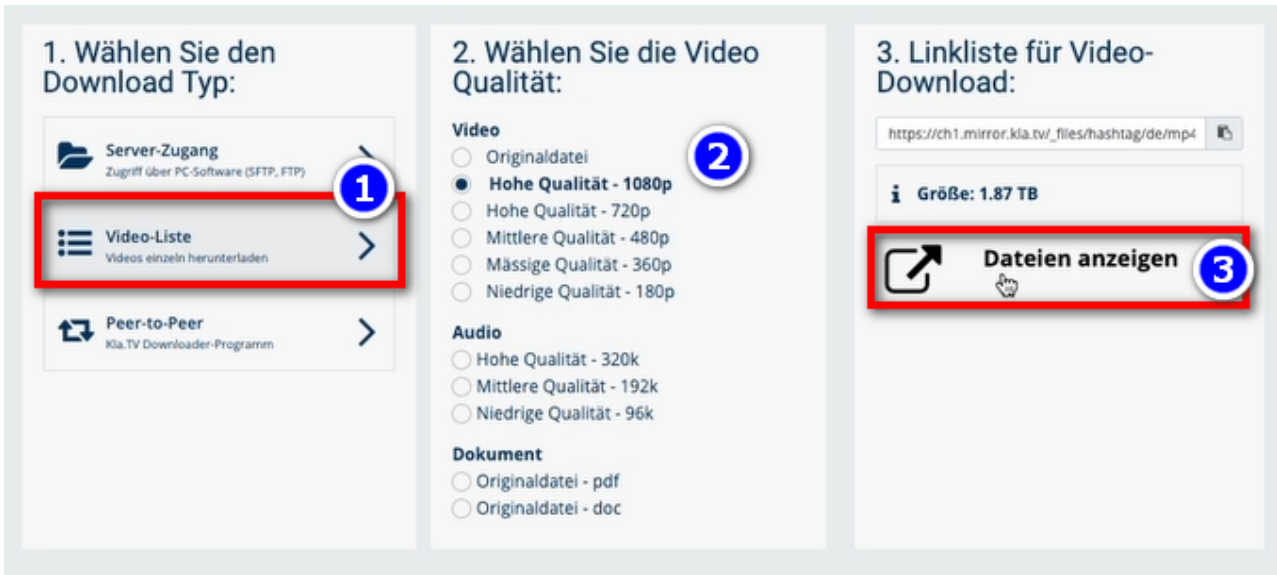 1. Wählen Sie den
Download Typ:
Server-Zugang
Zugriff über PC-Software (SFTP, FTP)
1
Video-Liste
Videos einzeln herunterladen
Peer-to-Peer
Kla.TV Downloader-Programm
2. Wählen Sie die Video
Qualität:
Video
Originaldatei
2
Hohe Qualität - 1080p
Hohe Qualität - 720p
Mittlere Qualität - 480p
Mässige Qualität - 360p
Niedrige Qualität - 180p
Audio
Hohe Qualität - 320k
Mittlere Qualität - 192k
Niedrige Qualität - 96k
Dokument
Originaldatei - pdf
Originaldatei - doc
3. Linkliste für Video-
Download:
https://ch1.mirror.kla.tv/_files/hashtag/de/mp4
i Größe: 1.87 TB
Dateien anzeigen
3